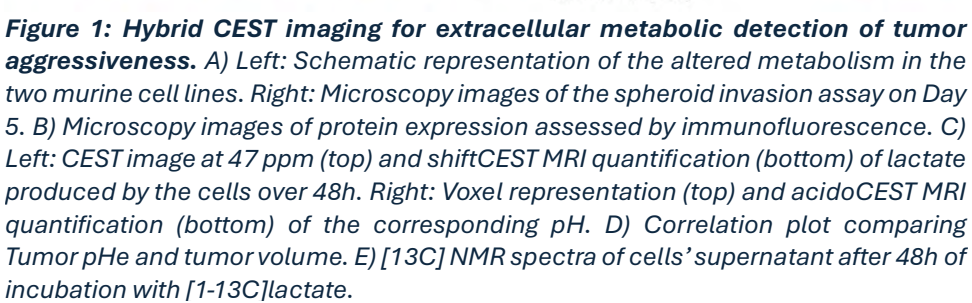 Figure 1: Hybrid CEST imaging for extracellular metabolic detection of tumor
aggressiveness. A) Left: Schematic representation of the altered metabolism in the
two murine cell lines. Right: Microscopy images of the spheroid invasion assay on Day
5. B) Microscopy images of protein expression assessed by immunofluorescence. C)
Left: CEST image at 47 ppm (top) and shiftCEST MRI quantification (bottom) of lactate
produced by the cells over 48h. Right: Voxel representation (top) and acidoCEST MRI
quantification (bottom) of the corresponding pH. D) Correlation plot comparing
Tumor pHe and tumor volume. E) [13C] NMR spectra of cells' supernatant after 48h of
incubation with [1-13C]lactate.